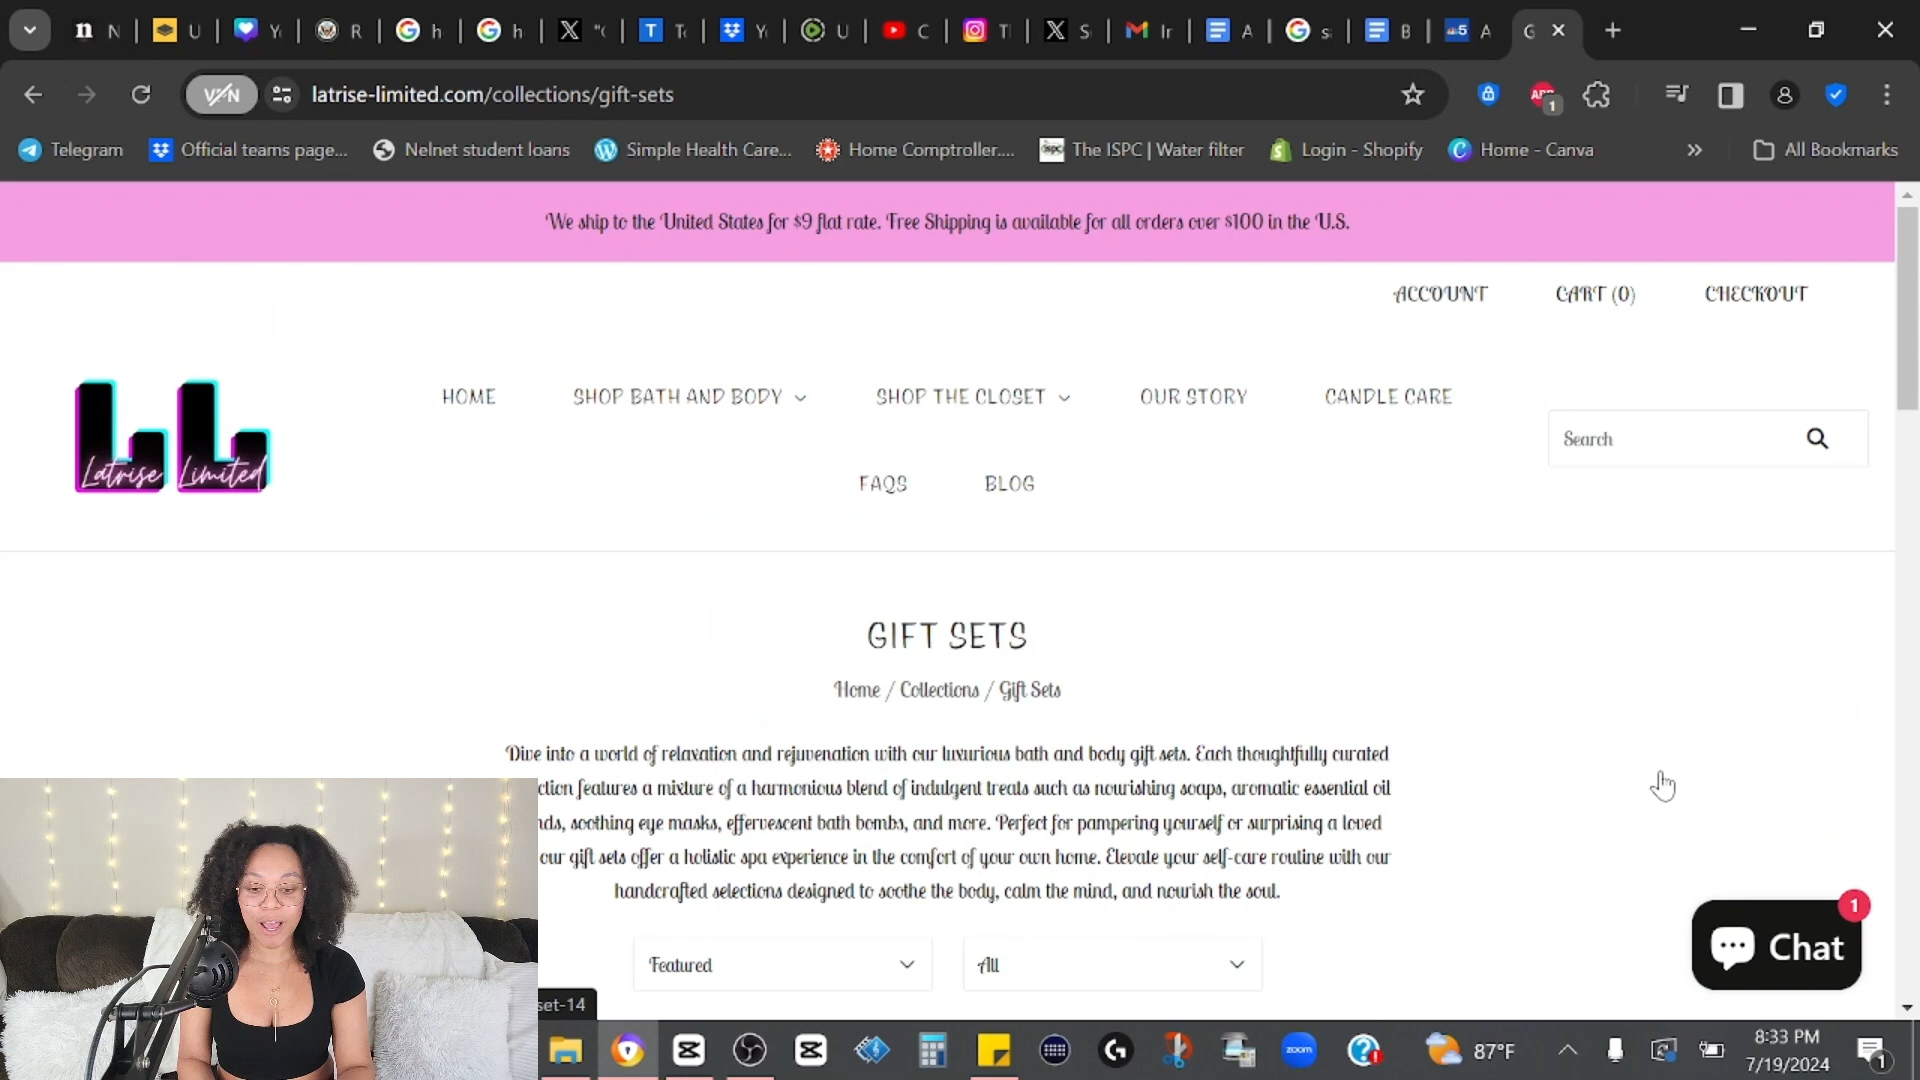 N
U
Y
R
h
h
"(
T
Y
U
C
T
S
Ir
A
s
B
A
G
VPN
latrise-limited.com/collections/gift-sets
1
Telegram
Official teams page...
Nelnet student loans
Simple Health Care...
Home Comptroller....
The ISPC | Water filter
Login - Shopify
Home - Canva
All Bookmarks
We ship to the United States for $9 flat rate. Free Shipping is available for all orders over $100 in the U.S.
ACCOUNT
CART (0)
CHECKOUT
Latrise Limited
HOME
SHOP BATH AND BODY
SHOP THE CLOSET
OUR STORY
CANDLE CARE
Search
FAQS
BLOG
GIFT SETS
Home / Collections / Gift Sets
Dive into a world of relaxation and rejuvenation with our luxurious bath and body gift sets. Each thoughtfully curated
ction features a mixture of a harmonious blend of indulgent treats such as nourishing soaps, aromatic essential oil
nds, soothing eye masks, effervescent bath bombs, and more. Perfect for pampering yourself or surprising a loved
our gift sets offer a holistic spa experience in the comfort of your own home. Elevate your self-care routine with our
handcrafted selections designed to soothe the body, calm the mind, and nourish the soul.
1
Chat
Featured
All
set-14
zoom
87°F
8:33 PM
7/19/2024
1